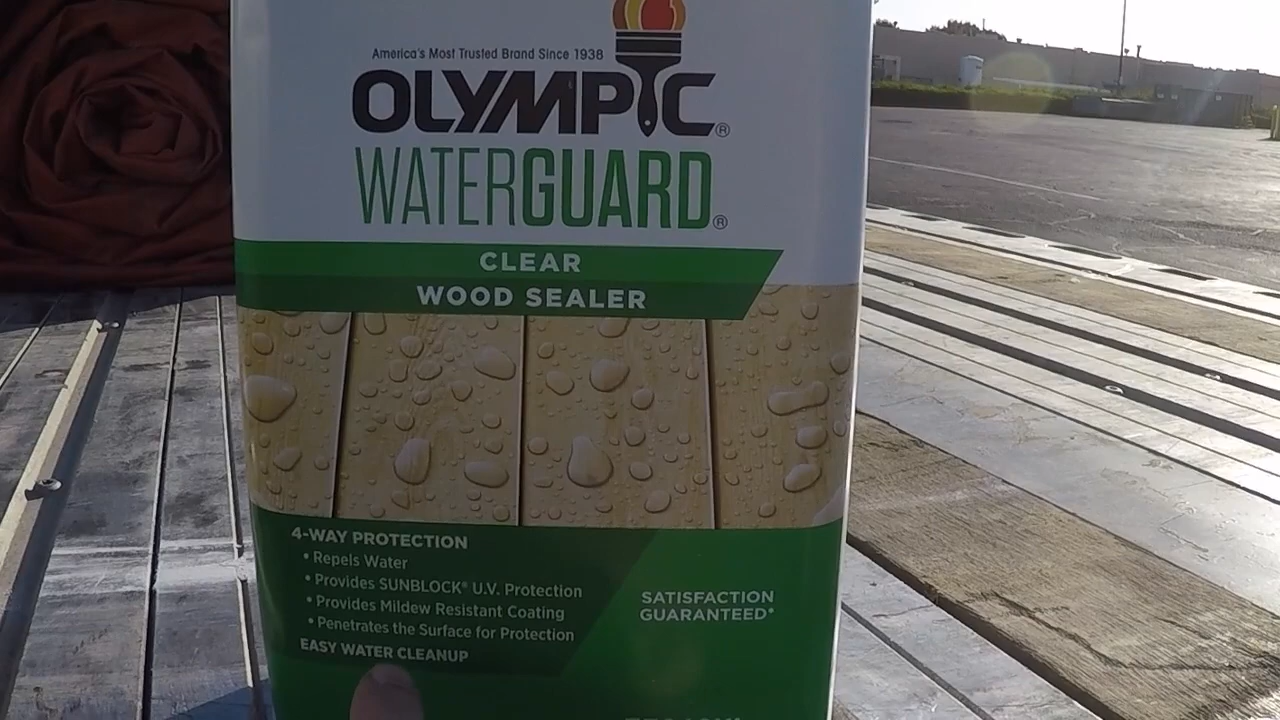 America's Most Trusted Brand Since 1938
OLYMPIC®
WATERGUARD®
CLEAR
WOOD SEALER
4-WAY PROTECTION
• Repels Water
• Provides SUNBLOCK® U.V. Protection
• Provides Mildew Resistant Coating
• Penetrates the Surface for Protection
EASY WATER CLEANUP
SATISFACTION
GUARANTEED*